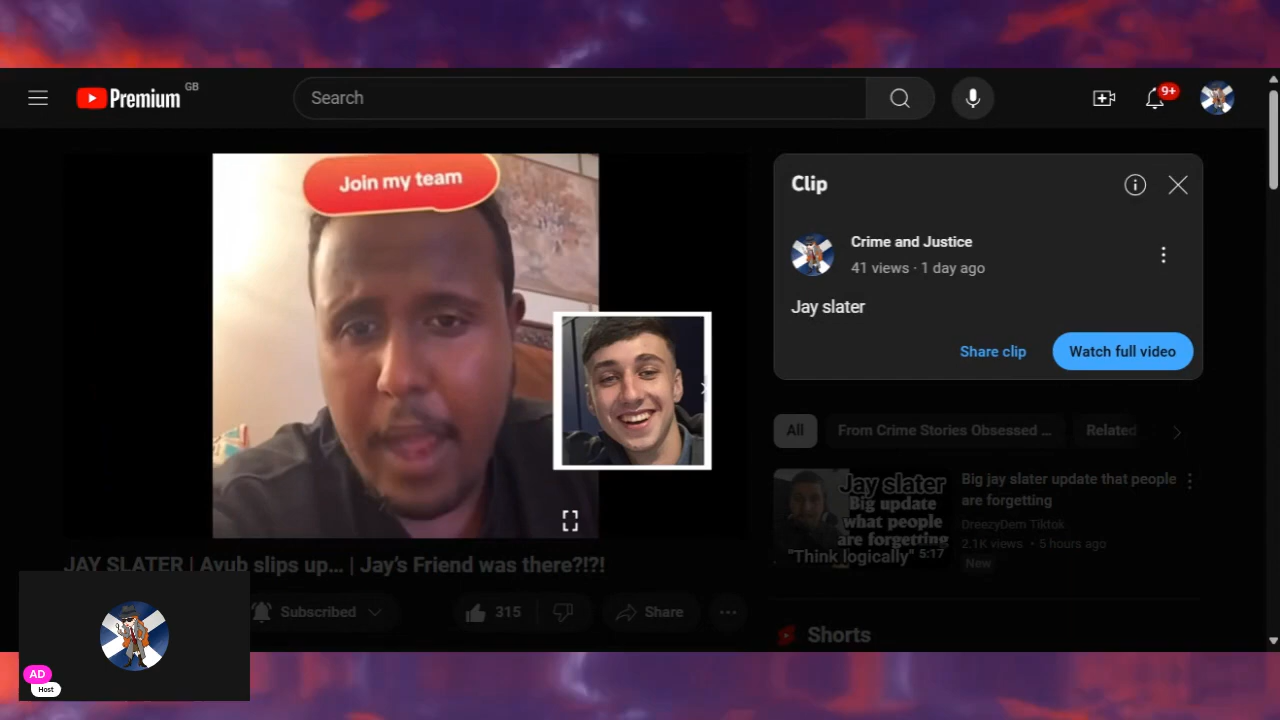 Premium GB
Search
9+
Join my team
Clip
Crime and Justice
41 views · 1 day ago
Jay slater
Share clip
Watch full video
All
From Crime Stories Obsessed ...
Related
Jay slater
Big update
what people
are forgetting
"Think logically"
5:17
Big jay slater update that people
are forgetting
DreezyDem Tiktok
2.1K views · 5 hours ago
New
JAY SLATER | Ayub slips up... | Jay's Friend was there?!?!
Subscribed
315
Share
Shorts
AD
Host